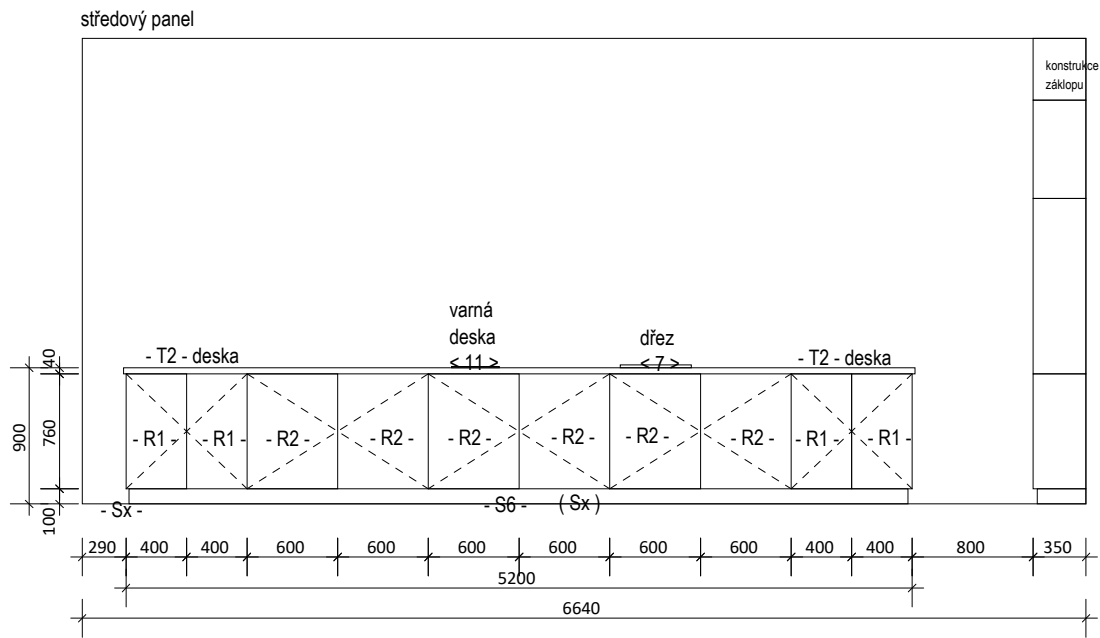 středový panel
konstrukce
záklopu
varná
deska
< 11 >
dřez
< 7 >
- T2 - deska
- T2 - deska
40
760
900
100
- R1 -
- R1 -
- R2 -
- R2 -
- R2 -
- R2 -
- R2 -
- R2 -
- R1 -
- R1 -
- Sx -
- S6 -
( Sx )
290
400
400
600
600
600
600
600
600
400
400
800
350
5200
6640